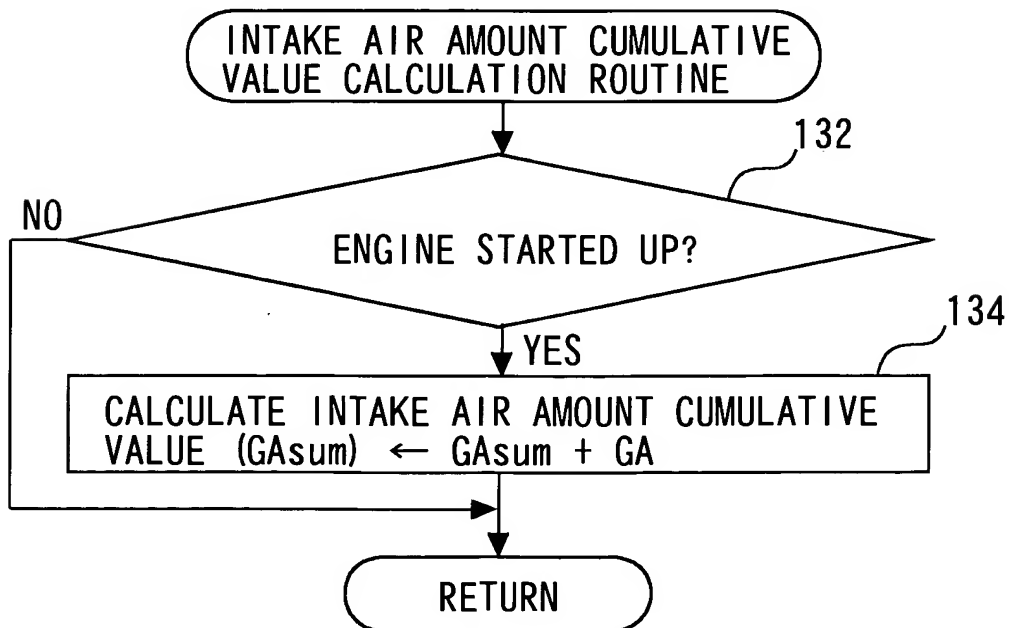 INTAKE AIR AMOUNT CUMULATIVE
VALUE CALCULATION ROUTINE
132
NO
ENGINE STARTED UP?
134
YES
CALCULATE INTAKE AIR AMOUNT CUMULATIVE
VALUE (GAsum) ← GAsum + GA
RETURN